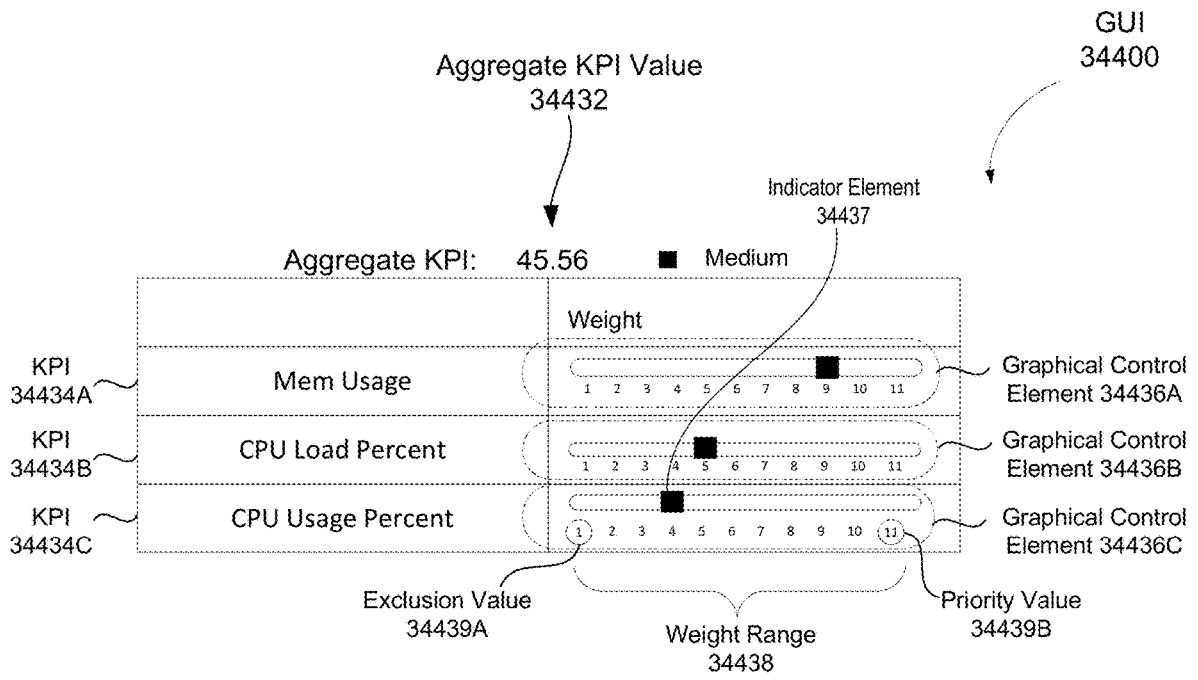 GUI
34400
Aggregate KPI Value
34432
Indicator Element
34437
Aggregate KPI: 45.56 Medium
Weight
KPI
34434A
Mem Usage
1 2 3 4 5 6 7 8 9 10 11
Graphical Control
Element 34436A
KPI
34434B
CPU Load Percent
1 2 3 4 5 6 7 8 9 10 11
Graphical Control
Element 34436B
KPI
34434C
CPU Usage Percent
1 2 3 4 5 6 7 8 9 10 11
Graphical Control
Element 34436C
Exclusion Value
34439A
Weight Range
34438
Priority Value
34439B